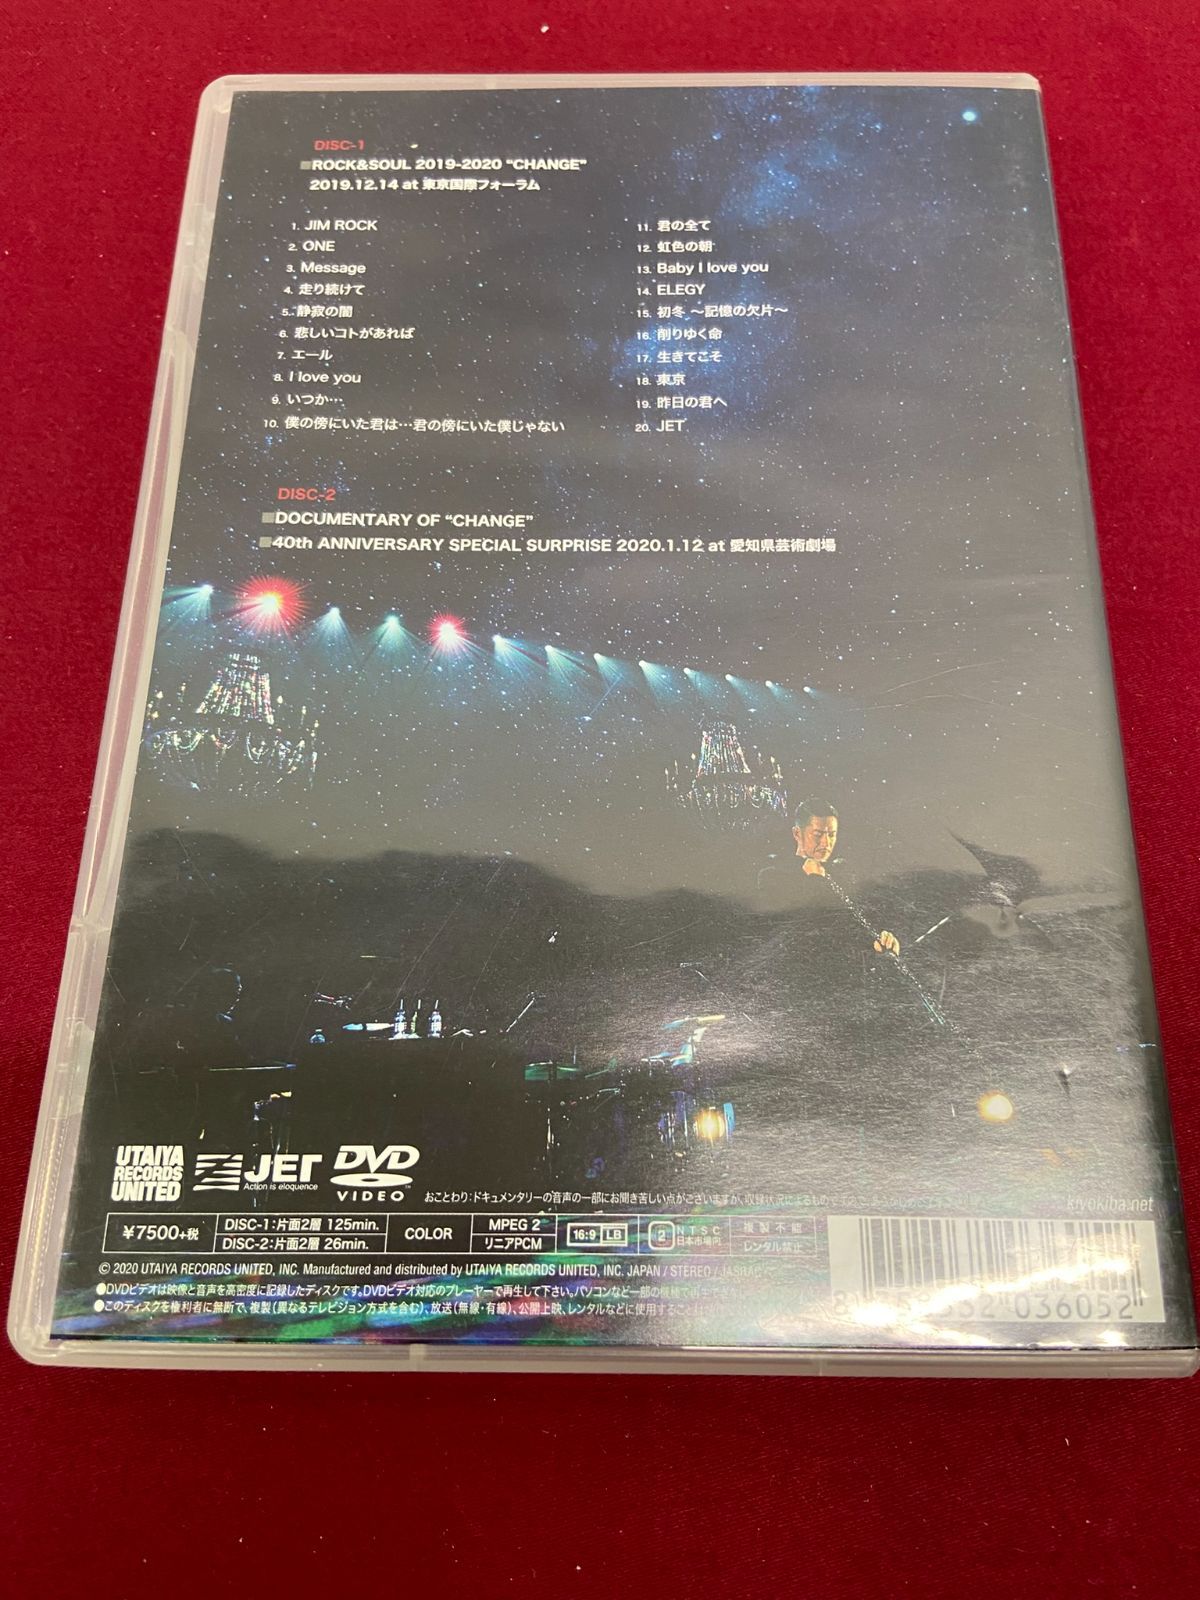 DISC-1
■ROCK&SOUL 2019-2020 "CHANGE"
2019.12.14 at 東京国際フォーラム
1. JIM ROCK
2. ONE
3. Message
4. 走り続けて
5. 静寂の闇
6. 悲しいコトがあれば
7. エール
8. I love you
9. いつか…
10. 僕の傍にいた君は…君の傍にいた僕じゃない
11. 君の全て
12. 虹色の朝
13. Baby I love you
14. ELEGY
15. 初冬 ～記憶の欠片～
16. 削りゆく命
17. 生きてこそ
18. 東京
19. 昨日の君へ
20. JET
DISC-2
■DOCUMENTARY OF "CHANGE"
■40th ANNIVERSARY SPECIAL SURPRISE 2020.1.12 at 愛知県芸術劇場
UTAIYA RECORDS UNITED
JET
Action is eloquence
DVD VIDEO
おことわり:ドキュメンタリーの音声の一部にお聞き苦しい点がございますが、収録状況によるものです
kiyokiba.net
¥7500+税
DISC-1:片面2層 125min.
DISC-2:片面2層 26min.
COLOR
MPEG 2
リニアPCM
16:9 LB
2 NTSC 日本市場向
複製不能
レンタル禁止
© 2020 UTAIYA RECORDS UNITED, INC. Manufactured and distributed by UTAIYA RECORDS UNITED, INC. JAPAN / STEREO / JASRAC
●DVDビデオは映像と音声を高密度に記録したディスクです。DVDビデオ対応のプレーヤーで再生して下さい。パソコンなど一部の機種で再生
●このディスクを権利者に無断で、複製(異なるテレビジョン方式を含む)、放送(無線・有線)、公開上映、レンタルなどに使用すること
036052